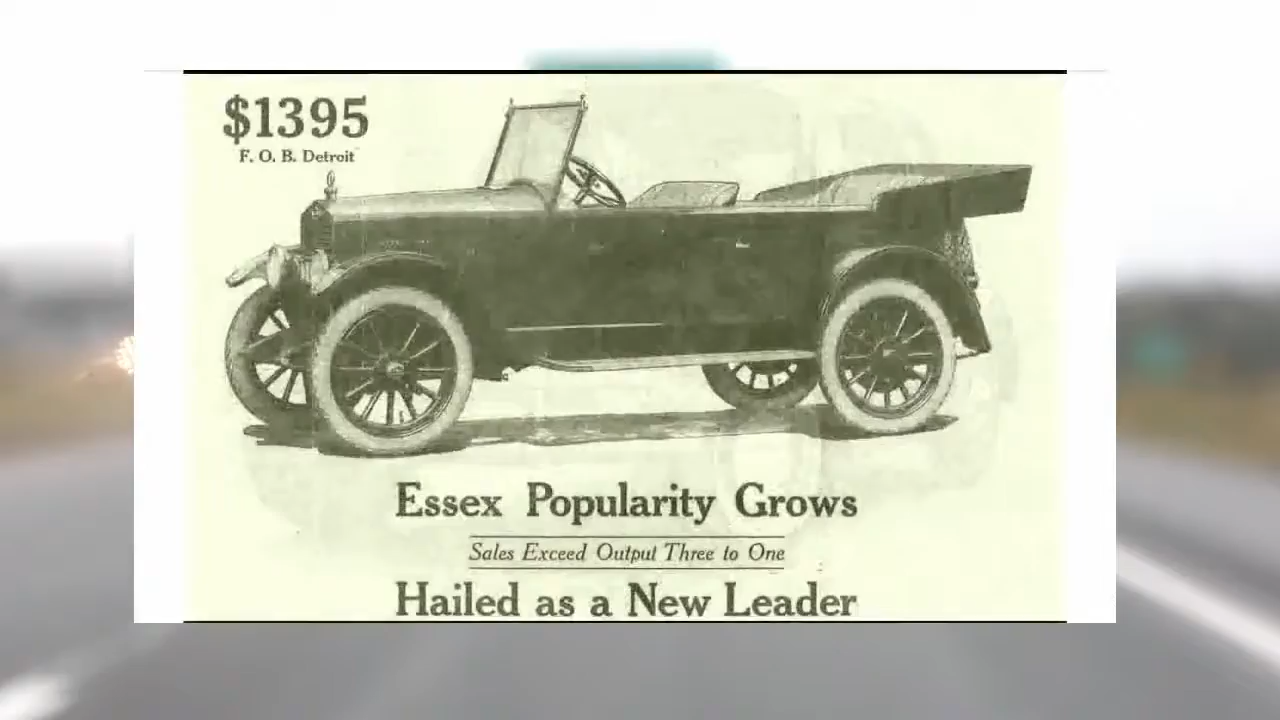 $1395
F. O. B. Detroit
Essex Popularity Grows
Sales Exceed Output Three to One
Hailed as a New Leader